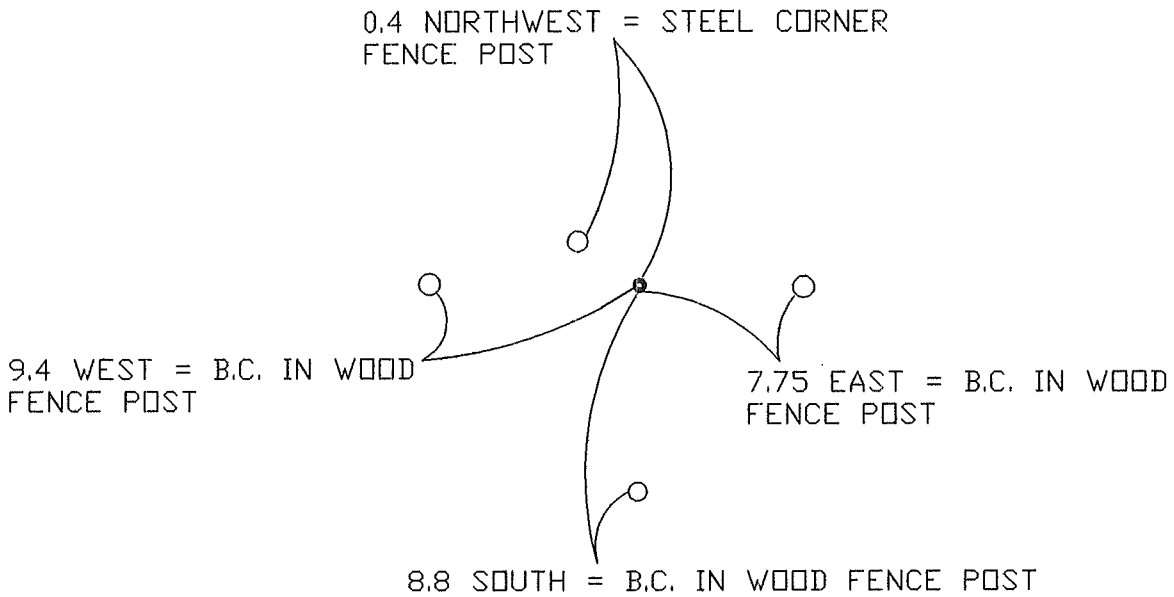 0.4 NORTHWEST = STEEL CORNER
FENCE POST
9.4 WEST = B.C. IN WOOD
FENCE POST
7.75 EAST = B.C. IN WOOD
FENCE POST
8.8 SOUTH = B.C. IN WOOD FENCE POST